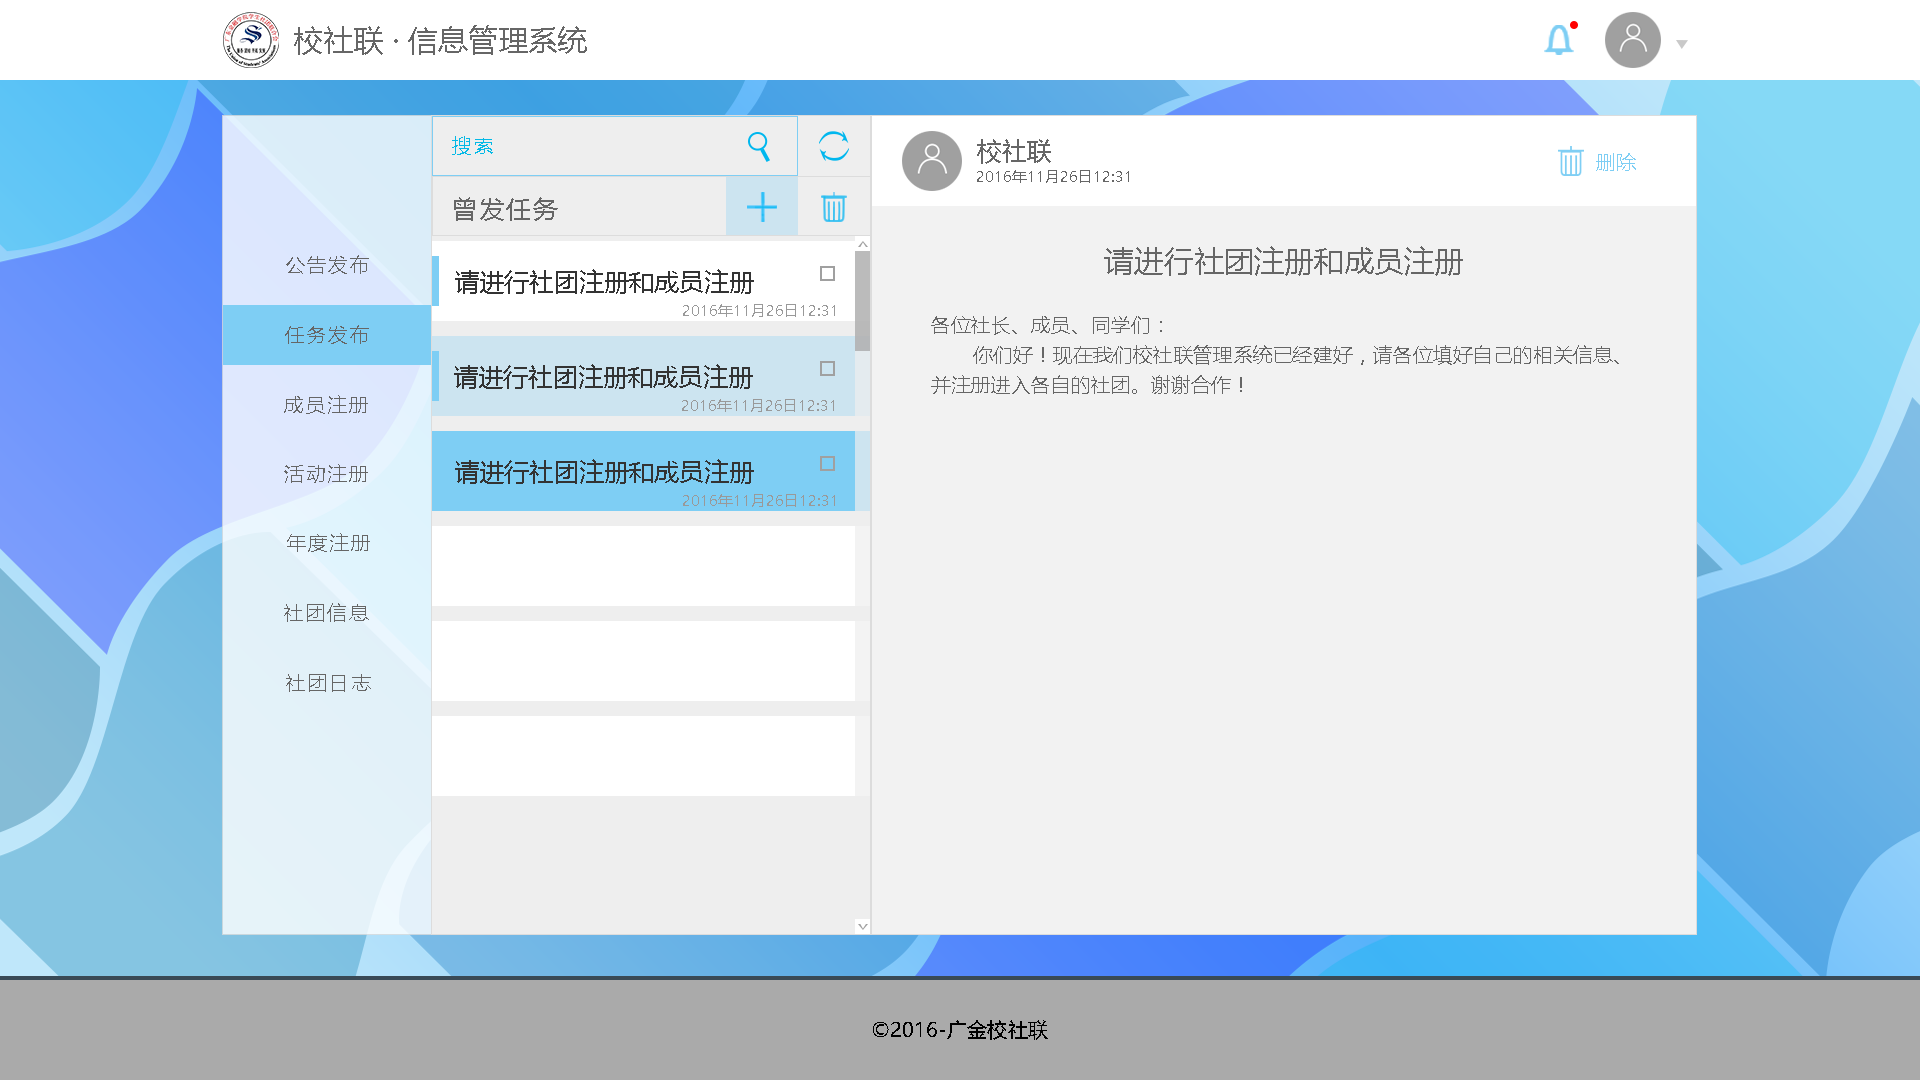 校社联 · 信息管理系统
公告发布
任务发布
成员注册
活动注册
年度注册
社团信息
社团日志
搜索
曾发任务
请进行社团注册和成员注册
2016年11月26日12:31
请进行社团注册和成员注册
2016年11月26日12:31
请进行社团注册和成员注册
2016年11月26日12:31
校社联
2016年11月26日12:31
删除
请进行社团注册和成员注册
各位社长、成员、同学们：
你们好！现在我们校社联管理系统已经建好，请各位填好自己的相关信息、
并注册进入各自的社团。谢谢合作！
©2016-广金校社联